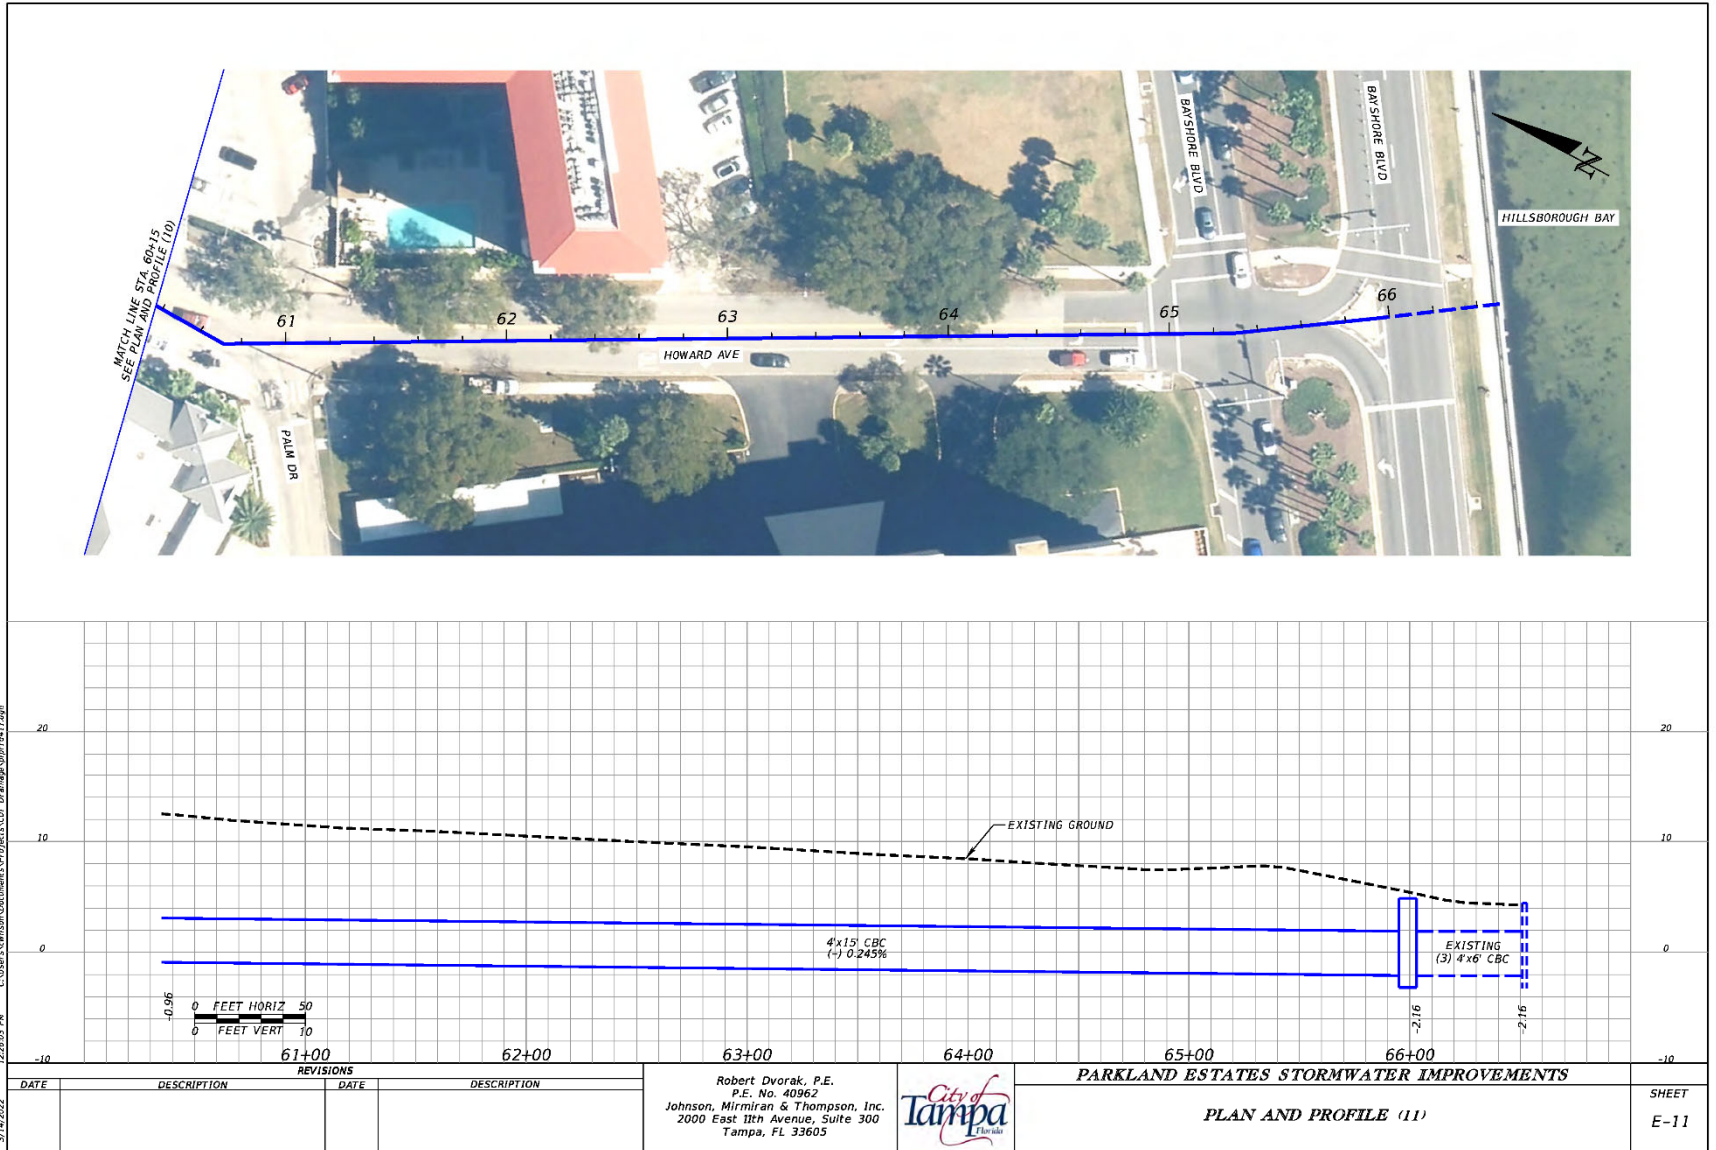 BAYSHORE BLVD
BAYSHORE BLVD
N
HILLSBOROUGH BAY
MATCH LINE STA. 60+15
SEE PLAN AND PROFILE (10)
61
62
63
64
65
66
HOWARD AVE
PALM DR
20
20
10
10
EXISTING GROUND
0
0
4'x15' CBC
(-) 0.245%
EXISTING
(3) 4'x6' CBC
-0.96
-2.16
-2.16
0 FEET HORIZ 50
0 FEET VERT 10
-10
-10
61+00
62+00
63+00
64+00
65+00
66+00
REVISIONS
DATE
DESCRIPTION
DATE
DESCRIPTION
Robert Dvorak, P.E.
P.E. No. 40962
Johnson, Mirmiran & Thompson, Inc.
2000 East 11th Avenue, Suite 300
Tampa, FL 33605
City of
Tampa
Florida
PARKLAND ESTATES STORMWATER IMPROVEMENTS
PLAN AND PROFILE (11)
SHEET
E-11